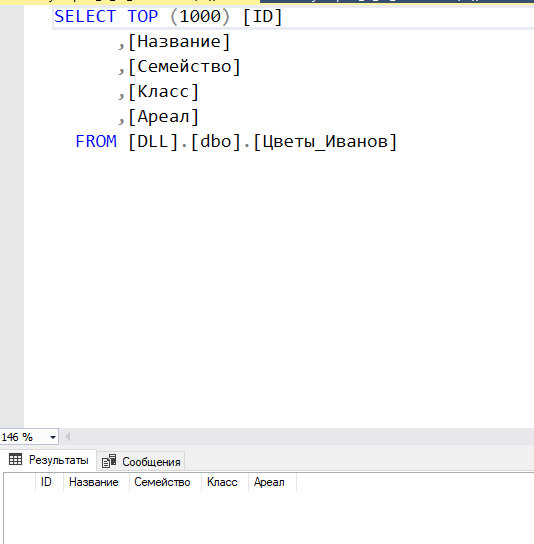 SELECT TOP (1000) [ID]
,[Название]
,[Семейство]
,[Класс]
,[Ареал]
FROM [DLL].[dbo].[Цветы_Иванов]
146 %
Результаты Сообщения
ID Название Семейство Класс Ареал